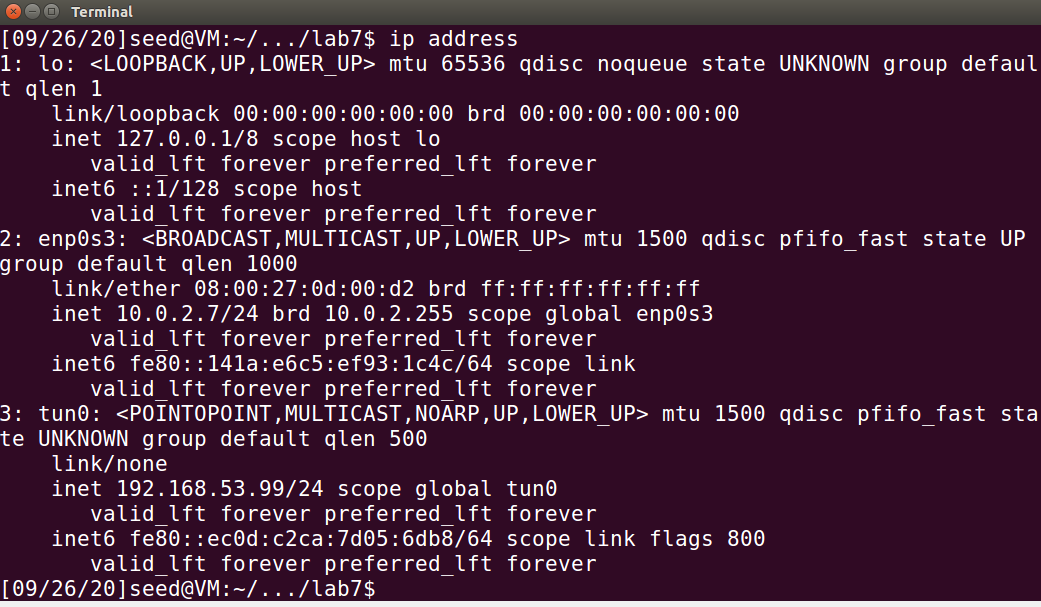 Terminal
[09/26/20]seed@VM:~/.../lab7$ ip address
1: lo: <LOOPBACK,UP,LOWER_UP> mtu 65536 qdisc noqueue state UNKNOWN group defaul
t qlen 1
    link/loopback 00:00:00:00:00:00 brd 00:00:00:00:00:00
    inet 127.0.0.1/8 scope host lo
       valid_lft forever preferred_lft forever
    inet6 ::1/128 scope host
       valid_lft forever preferred_lft forever
2: enp0s3: <BROADCAST,MULTICAST,UP,LOWER_UP> mtu 1500 qdisc pfifo_fast state UP
group default qlen 1000
    link/ether 08:00:27:0d:00:d2 brd ff:ff:ff:ff:ff:ff
    inet 10.0.2.7/24 brd 10.0.2.255 scope global enp0s3
       valid_lft forever preferred_lft forever
    inet6 fe80::141a:e6c5:ef93:1c4c/64 scope link
       valid_lft forever preferred_lft forever
3: tun0: <POINTOPOINT,MULTICAST,NOARP,UP,LOWER_UP> mtu 1500 qdisc pfifo_fast sta
te UNKNOWN group default qlen 500
    link/none
    inet 192.168.53.99/24 scope global tun0
       valid_lft forever preferred_lft forever
    inet6 fe80::ec0d:c2ca:7d05:6db8/64 scope link flags 800
       valid_lft forever preferred_lft forever
[09/26/20]seed@VM:~/.../lab7$